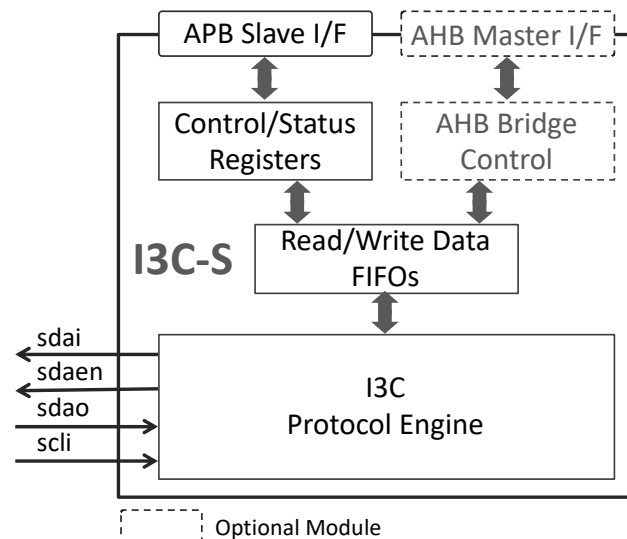 APB Slave I/F
AHB Master I/F
Control/Status
Registers
AHB Bridge
Control
I3C-S
Read/Write Data
FIFOs
sdai
sdaen
sdao
scli
I3C
Protocol Engine
Optional Module